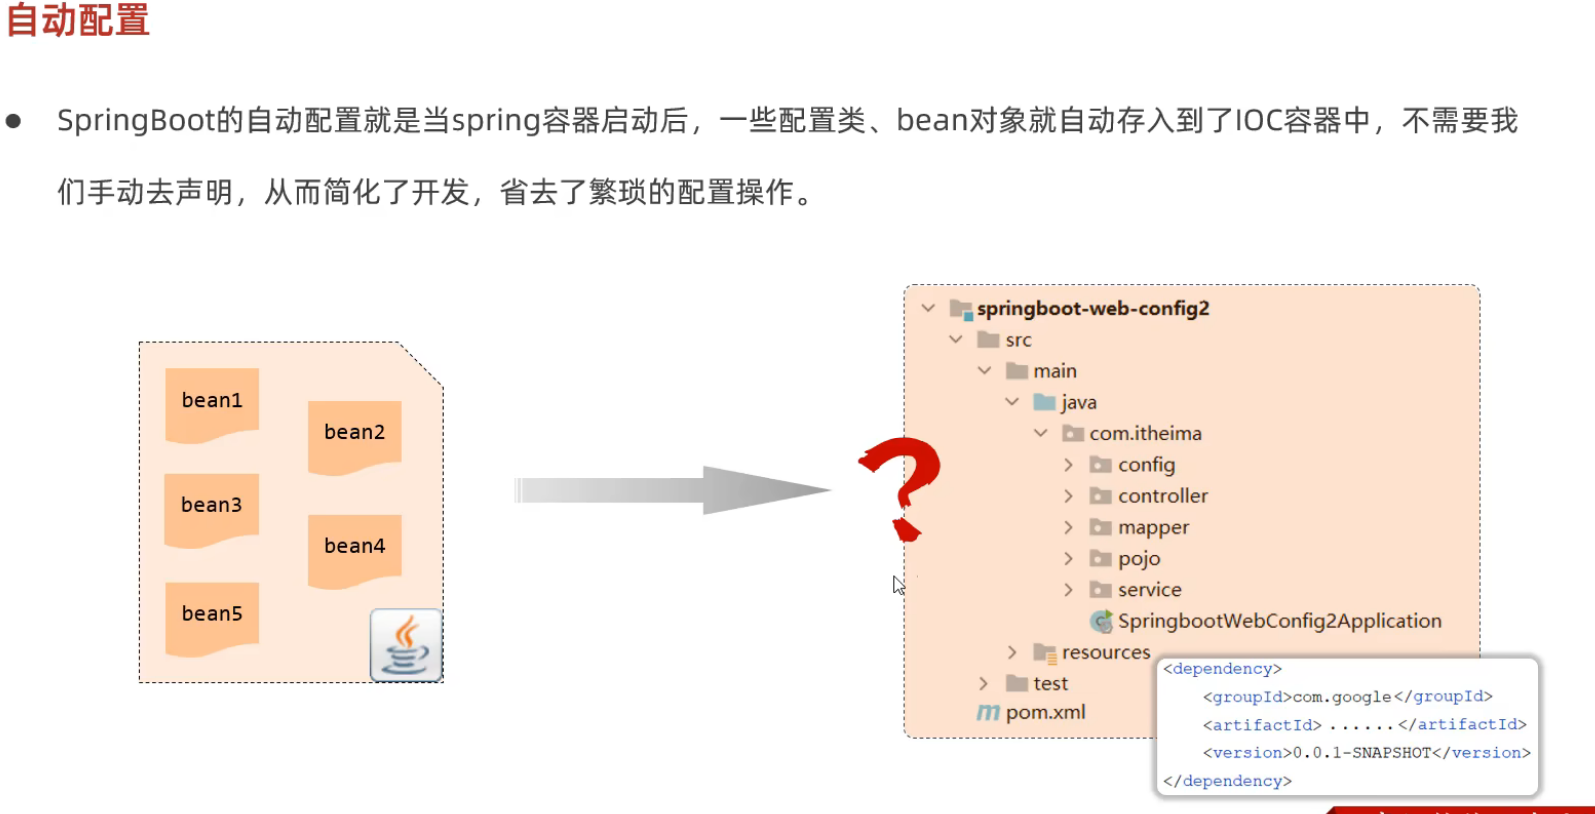 自动配置
● SpringBoot的自动配置就是当spring容器启动后，一些配置类、bean对象就自动存入到了IOC容器中，不需要我
们手动去声明，从而简化了开发，省去了繁琐的配置操作。
bean1
bean2
bean3
bean4
bean5
?
springboot-web-config2
src
main
java
com.itheima
config
controller
mapper
pojo
service
SpringbootWebConfig2Application
resources
test
pom.xml
<dependency>
<groupId>com.google</groupId>
<artifactId>......</artifactId>
<version>0.0.1-SNAPSHOT</version>
</dependency>